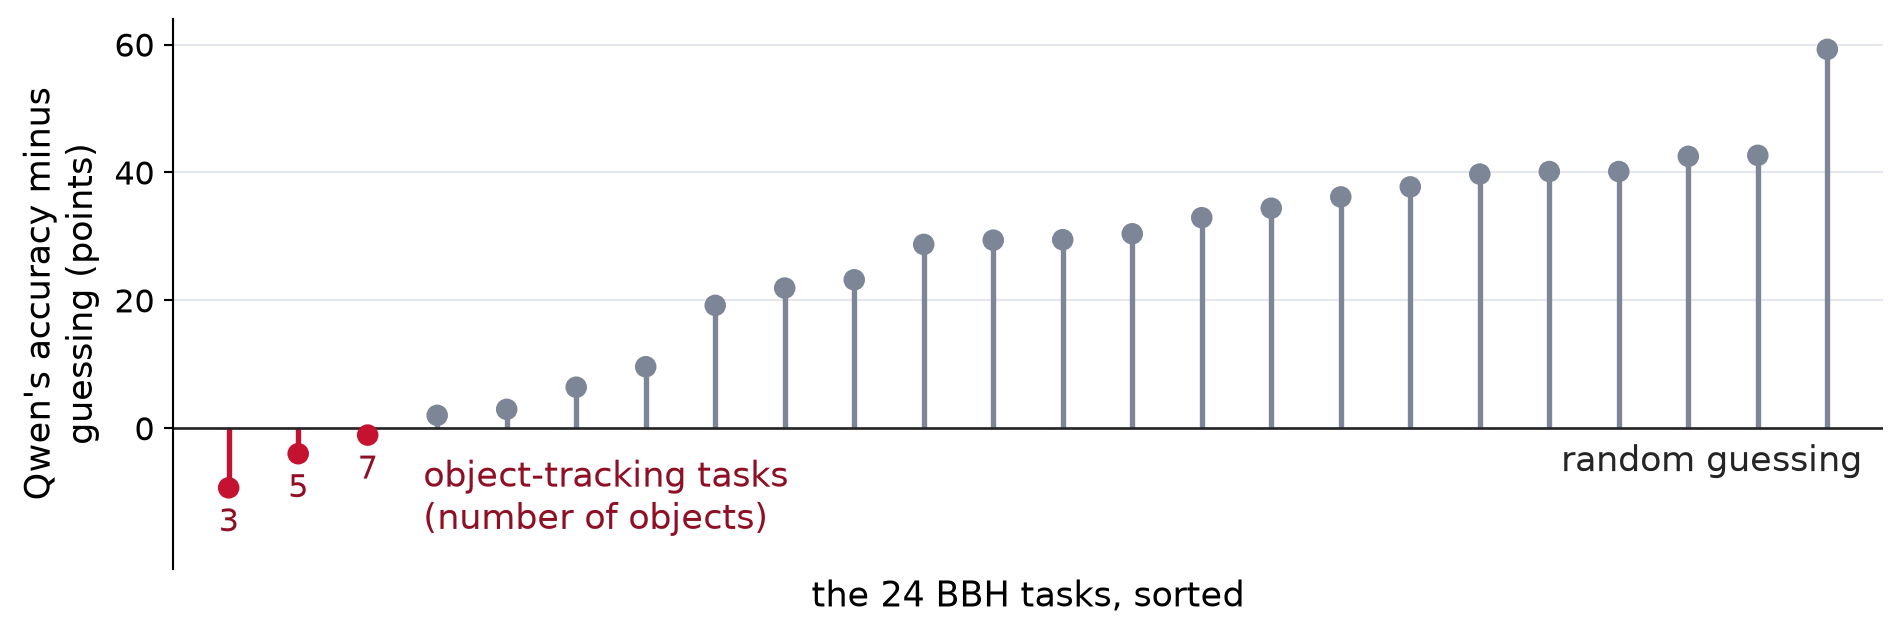 Qwen's accuracy minus
guessing (points)
60
40
20
0
3
5
7
object-tracking tasks
(number of objects)
random guessing
the 24 BBH tasks, sorted